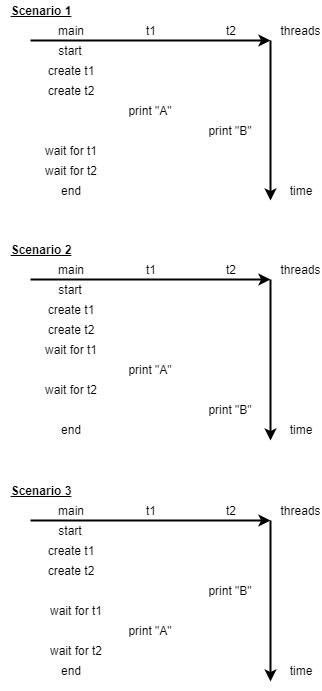 Scenario 1
main t1 t2 threads
start
create t1
create t2
print "A"
print "B"
wait for t1
wait for t2
end time
Scenario 2
main t1 t2 threads
start
create t1
create t2
wait for t1
print "A"
wait for t2
print "B"
end time
Scenario 3
main t1 t2 threads
start
create t1
create t2
print "B"
wait for t1
print "A"
wait for t2
end time